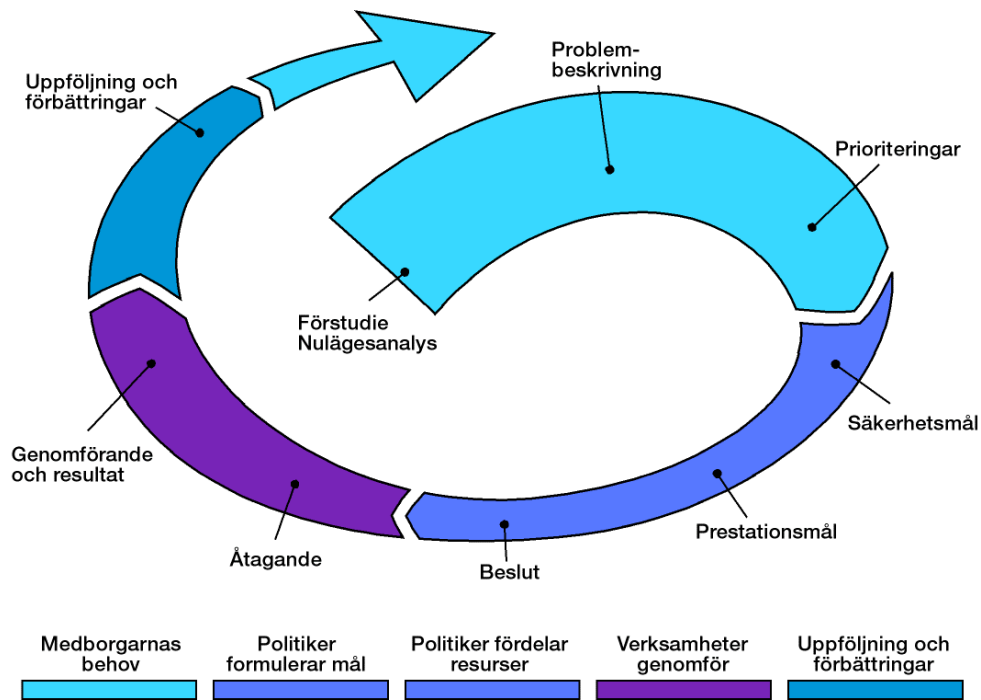 Problem-
beskrivning
Uppföljning och
förbättringar
Prioriteringar
Förstudie
Nulägesanalys
Säkerhetsmål
Genomförande
och resultat
Prestationsmål
Åtagande
Beslut
Medborgarnas
behov
Politiker
formulerar mål
Politiker fördelar
resurser
Verksamheter
genomför
Uppföljning och
förbättringar